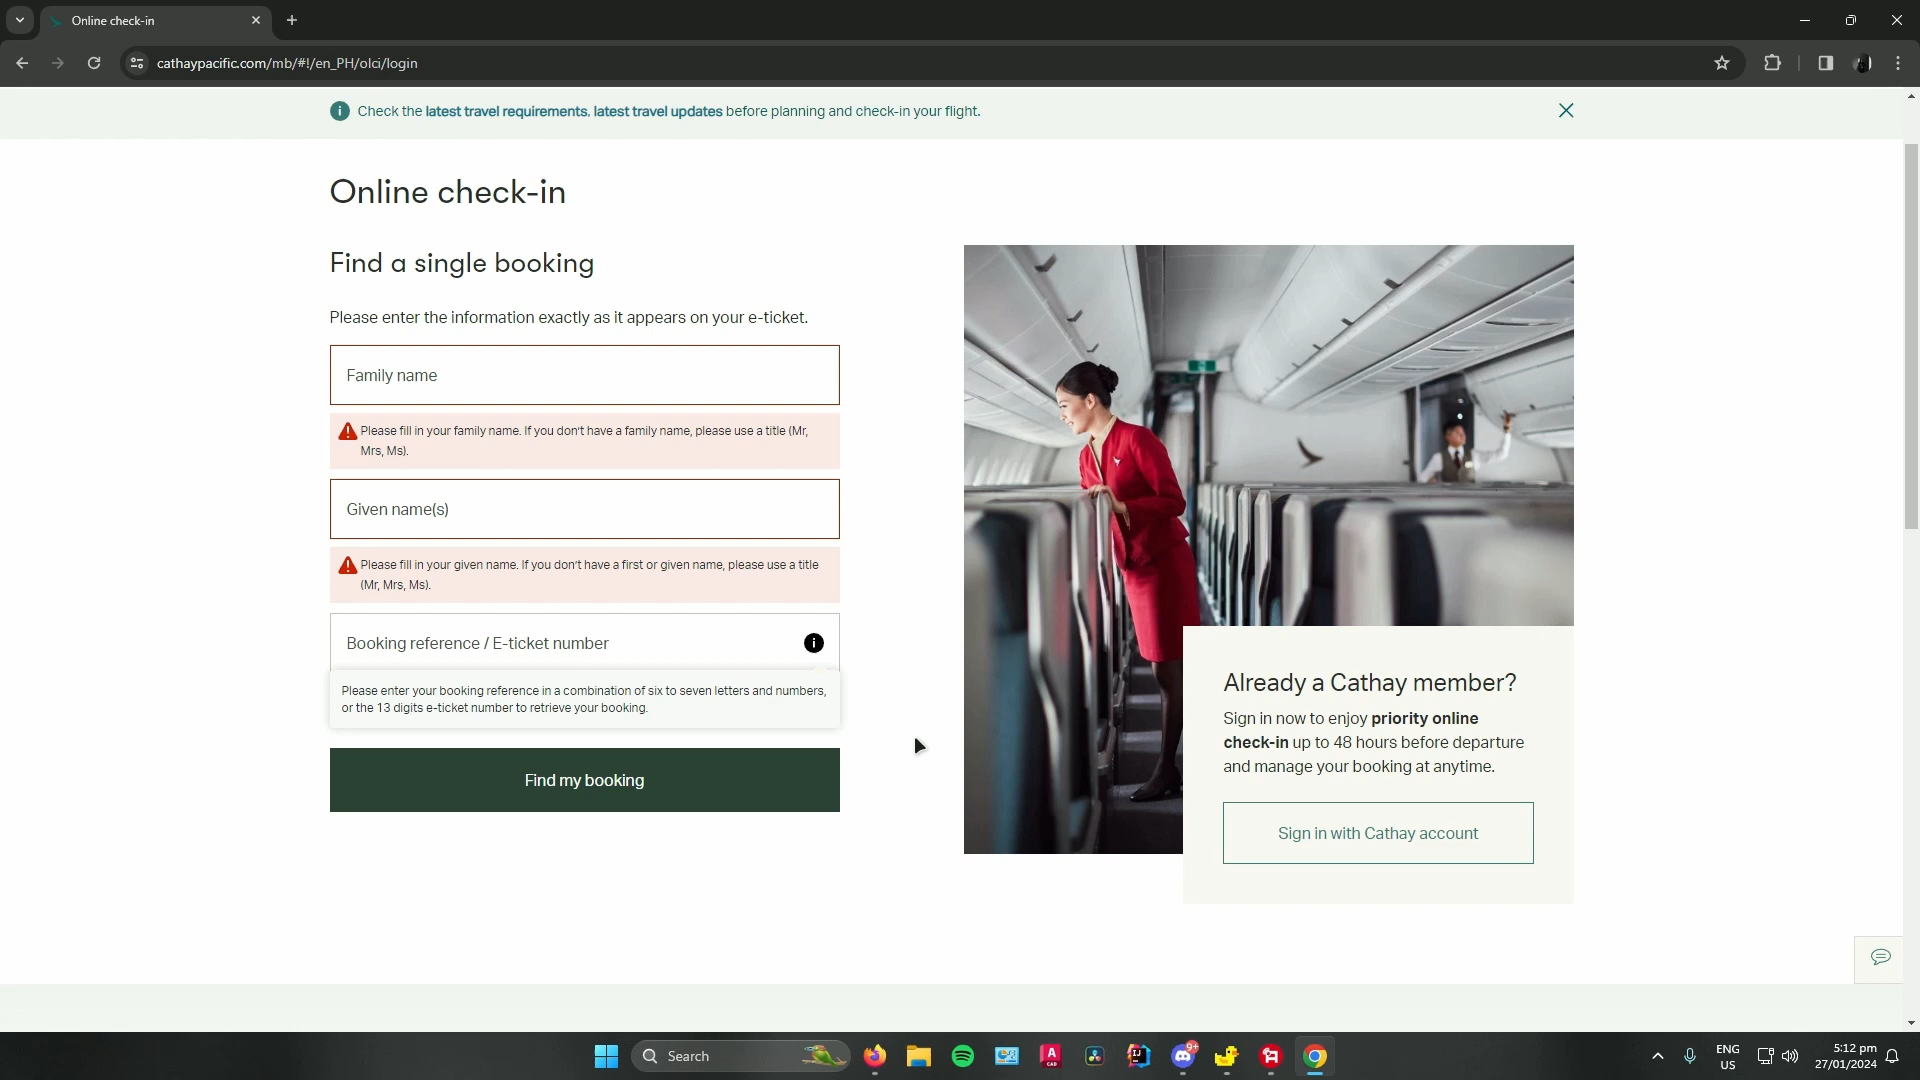 Online check-in
cathaypacific.com/mb/#!/en_PH/olci/login
Check the latest travel requirements, latest travel updates before planning and check-in your flight.
Online check-in
Find a single booking
Please enter the information exactly as it appears on your e-ticket.
Family name
Please fill in your family name. If you don't have a family name, please use a title (Mr,
Mrs, Ms).
Given name(s)
Please fill in your given name. If you don't have a first or given name, please use a title
(Mr, Mrs, Ms).
Booking reference / E-ticket number
Please enter your booking reference in a combination of six to seven letters and numbers,
or the 13 digits e-ticket number to retrieve your booking.
Find my booking
Already a Cathay member?
Sign in now to enjoy priority online
check-in up to 48 hours before departure
and manage your booking at anytime.
Sign in with Cathay account
Search
A
CAD
IJ
9+
ENG
US
5:12 pm
27/01/2024